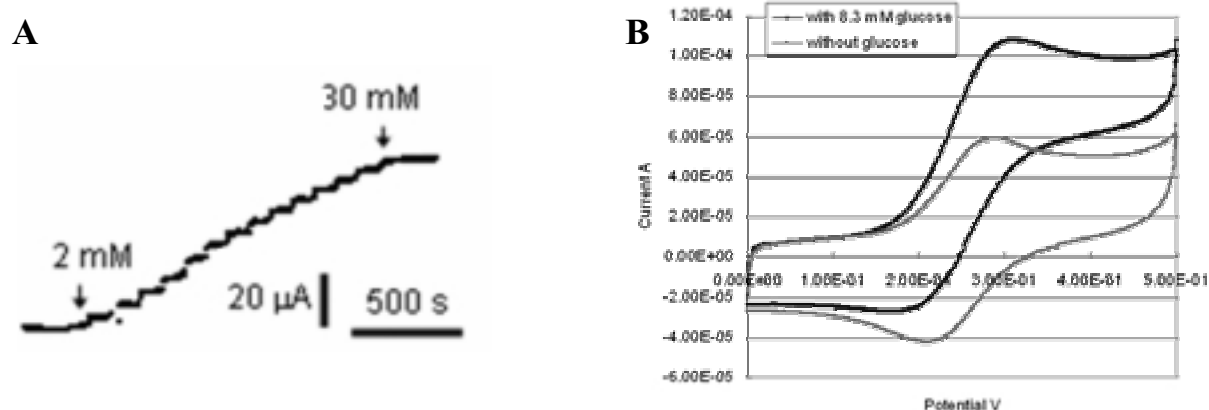 A
30 mM
2 mM
20 µA
500 s
B
with 8.3 mM glucose
without glucose
1.20E-04
1.00E-04
8.00E-05
6.00E-05
4.00E-05
2.00E-05
0.00E+00
-2.00E-05
-4.00E-05
-6.00E-05
Current A
0.00E+00 1.00E-01 2.00E-01 3.00E-01 4.00E-01 5.00E-01
Potential V